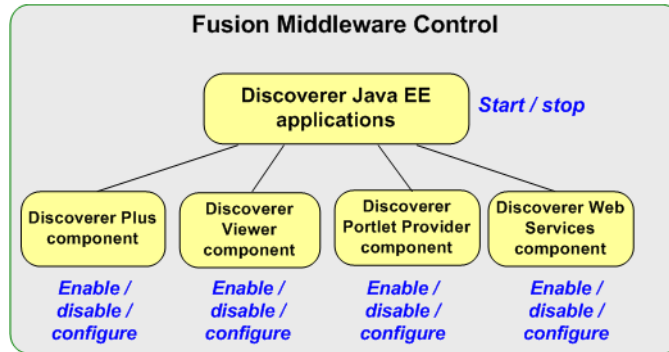 Fusion Middleware Control
Discoverer Java EE
applications
Start / stop
Discoverer Plus
component
Discoverer
Viewer
component
Discoverer
Portlet Provider
component
Discoverer Web
Services
component
Enable /
disable /
configure
Enable /
disable /
configure
Enable /
disable /
configure
Enable /
disable /
configure